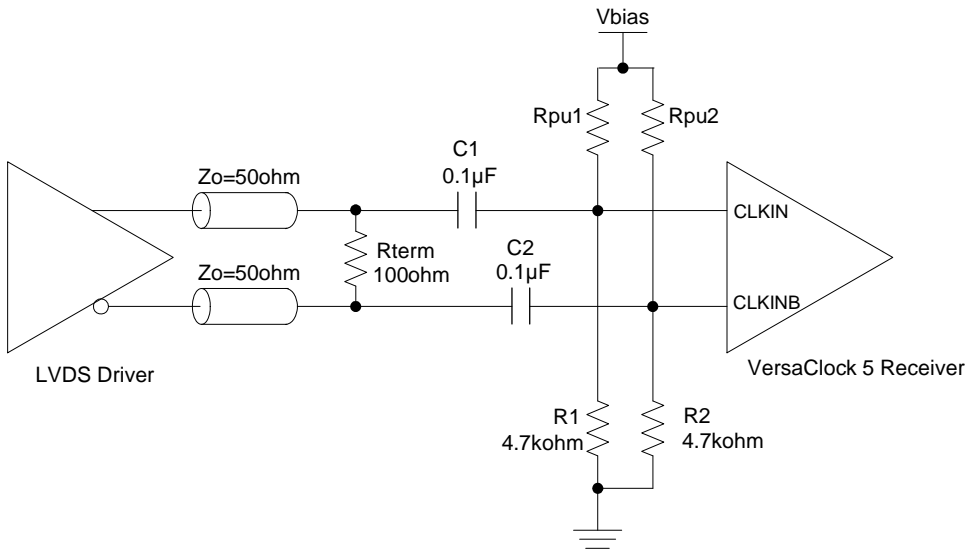 Vbias
Rpu1
Rpu2
C1
0.1µF
Zo=50ohm
CLKIN
Rterm
100ohm
C2
0.1µF
Zo=50ohm
CLKINB
LVDS Driver
VersaClock 5 Receiver
R1
4.7kohm
R2
4.7kohm